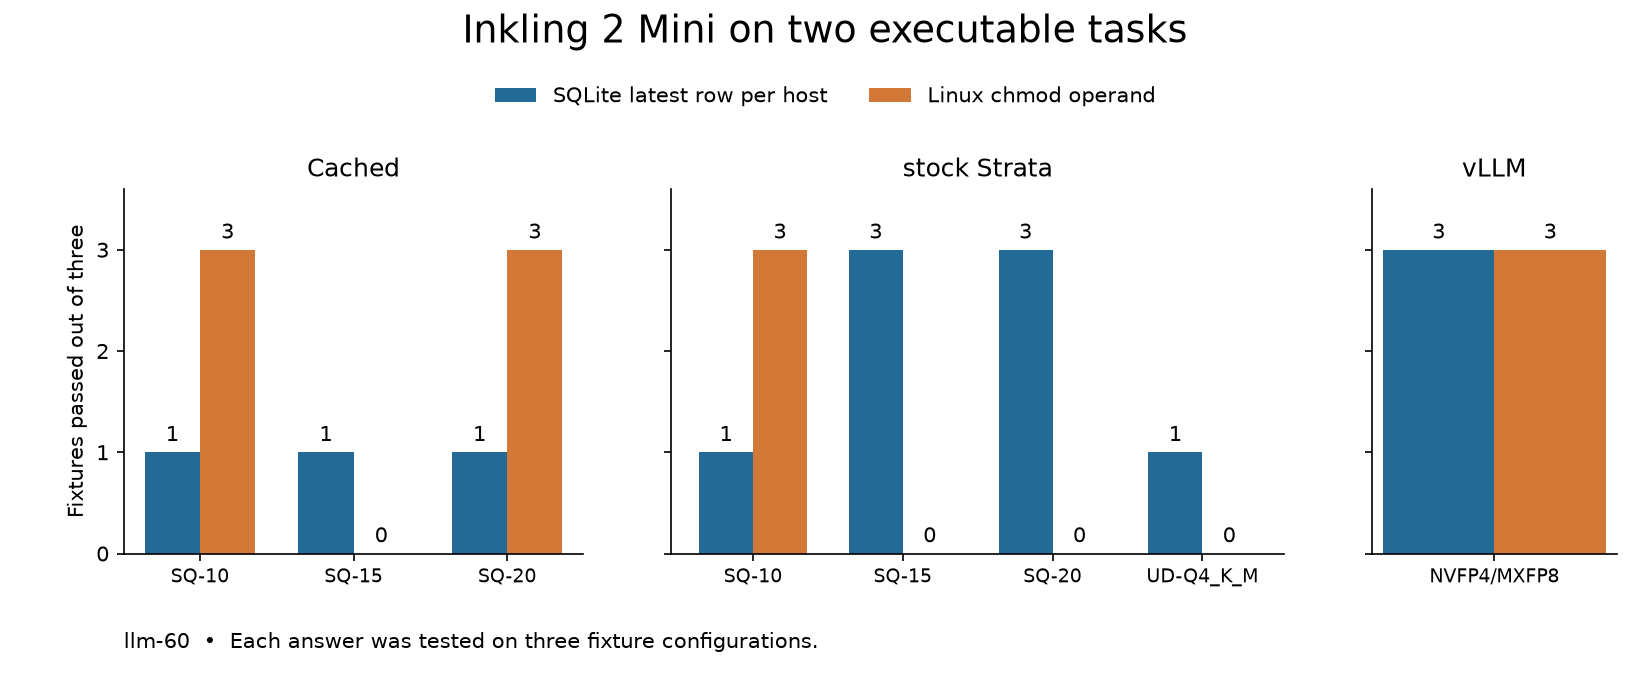 Inkling 2 Mini on two executable tasks
SQLite latest row per host
Linux chmod operand
Cached
stock Strata
vLLM
Fixtures passed out of three
3
2
1
0
1
3
1
0
1
3
1
3
3
0
3
0
1
0
3
3
SQ-10
SQ-15
SQ-20
SQ-10
SQ-15
SQ-20
UD-Q4_K_M
NVFP4/MXFP8
llm-60 • Each answer was tested on three fixture configurations.